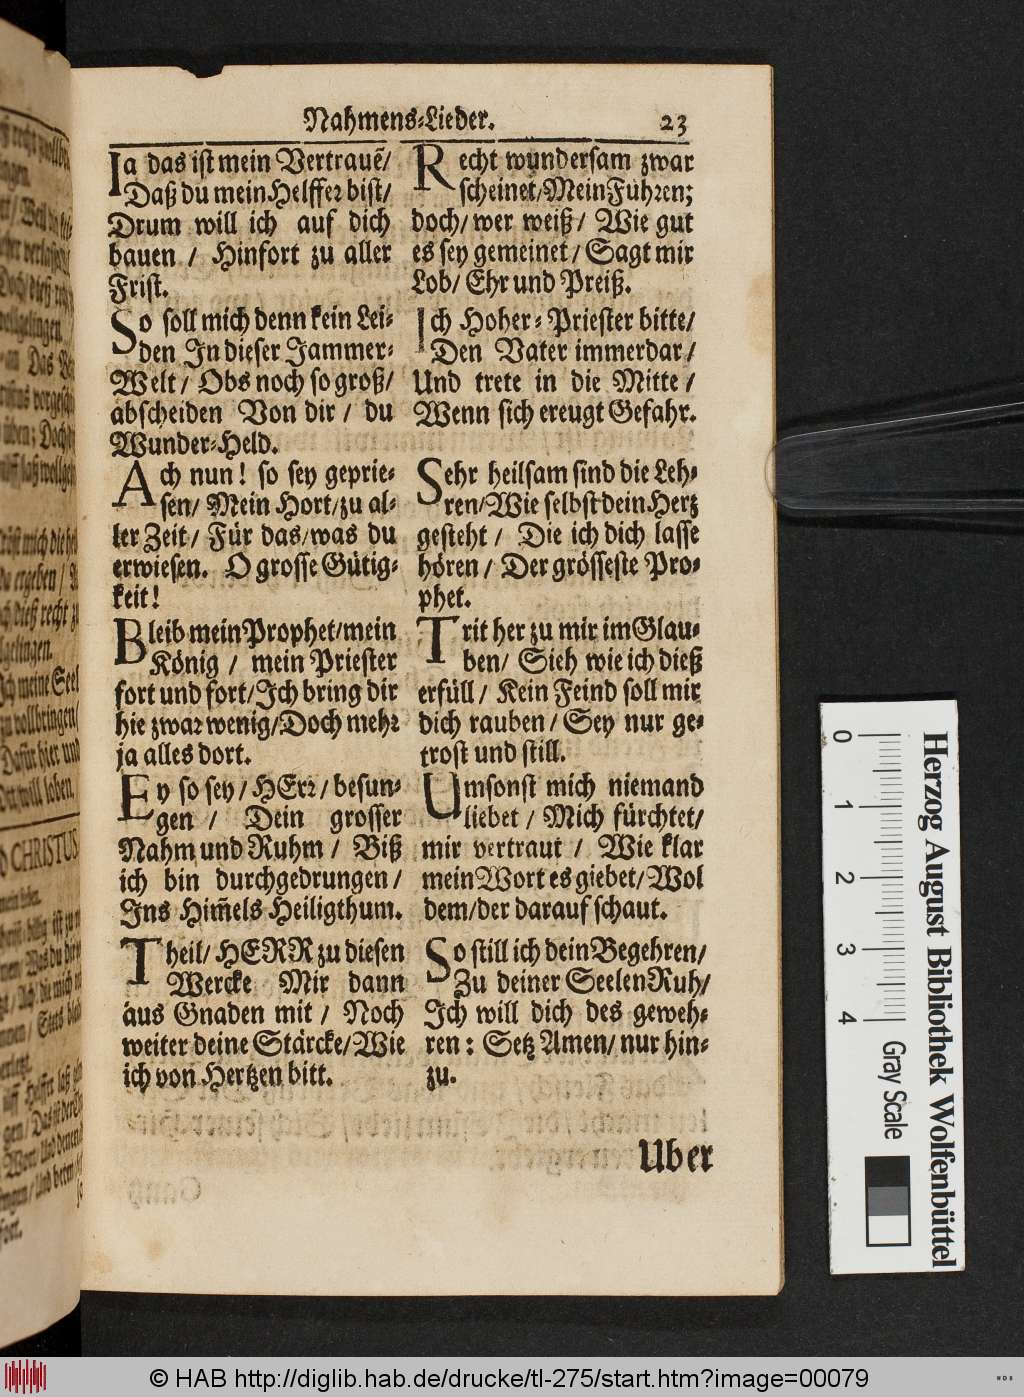 Nahmens-Lieder. 23
Ja das ist mein Vertrauẽ/
Daß du mein Helffer bist/
Drum will ich auf dich
bauen / Hinfort zu aller
Frist.
So soll mich denn kein Lei-
den In dieser Jammer-
Welt / Obs noch so groß/
abscheiden Von dir / du
Wunder-Held.
Ach nun! so sey geprie-
sen/ Mein Hort/zu al-
ler Zeit/ Für das/was du
erwiesen. O grosse Gütig-
keit!
Bleib mein Prophet/mein
König / mein Priester
fort und fort/Ich bring dir
hie zwar wenig/Doch mehr
ja alles dort.
Ey so sey/ HErr/ besun-
gen / Dein grosser
Nahm und Ruhm / Biß
ich bin durchgedrungen /
Ins Him̃els Heiligthum.
Theil/ HERR zu diesen
Wercke Mir dann
aus Gnaden mit / Noch
weiter deine Stärcke/Wie
ich von Hertzen bitt.
Recht wundersam zwar
scheinet/Mein Führen;
doch/ wer weiß/ Wie gut
es sey gemeinet/ Sagt mir
Lob/ Ehr und Preiß.
Ich Hoher-Priester bitte/
Den Vater immerdar/
Und trete in die Mitte /
Wenn sich ereugt Gefahr.
Sehr heilsam sind die Leh-
ren/Wie selbst dein Hertz
gesteht / Die ich dich lasse
hören / Der grösseste Pro-
phet.
Trit her zu mir im Glau-
ben/ Sieh wie ich dieß
erfüll/ Kein Feind soll mir
dich rauben / Sey nur ge-
trost und still.
Umsonst mich niemand
liebet / Mich fürchtet/
mir vertraut / Wie klar
mein Wort es giebet/Wol
dem/der darauf schaut.
So still ich dein Begehren/
Zu deiner Seelen Ruh/
Ich will dich des geweh-
ren: Setz Amen/ nur hin-
zu.
Uber
0 1 2 3 4
Gray Scale
Herzog August Bibliothek Wolfenbüttel
© HAB http://diglib.hab.de/drucke/tl-275/start.htm?image=00079